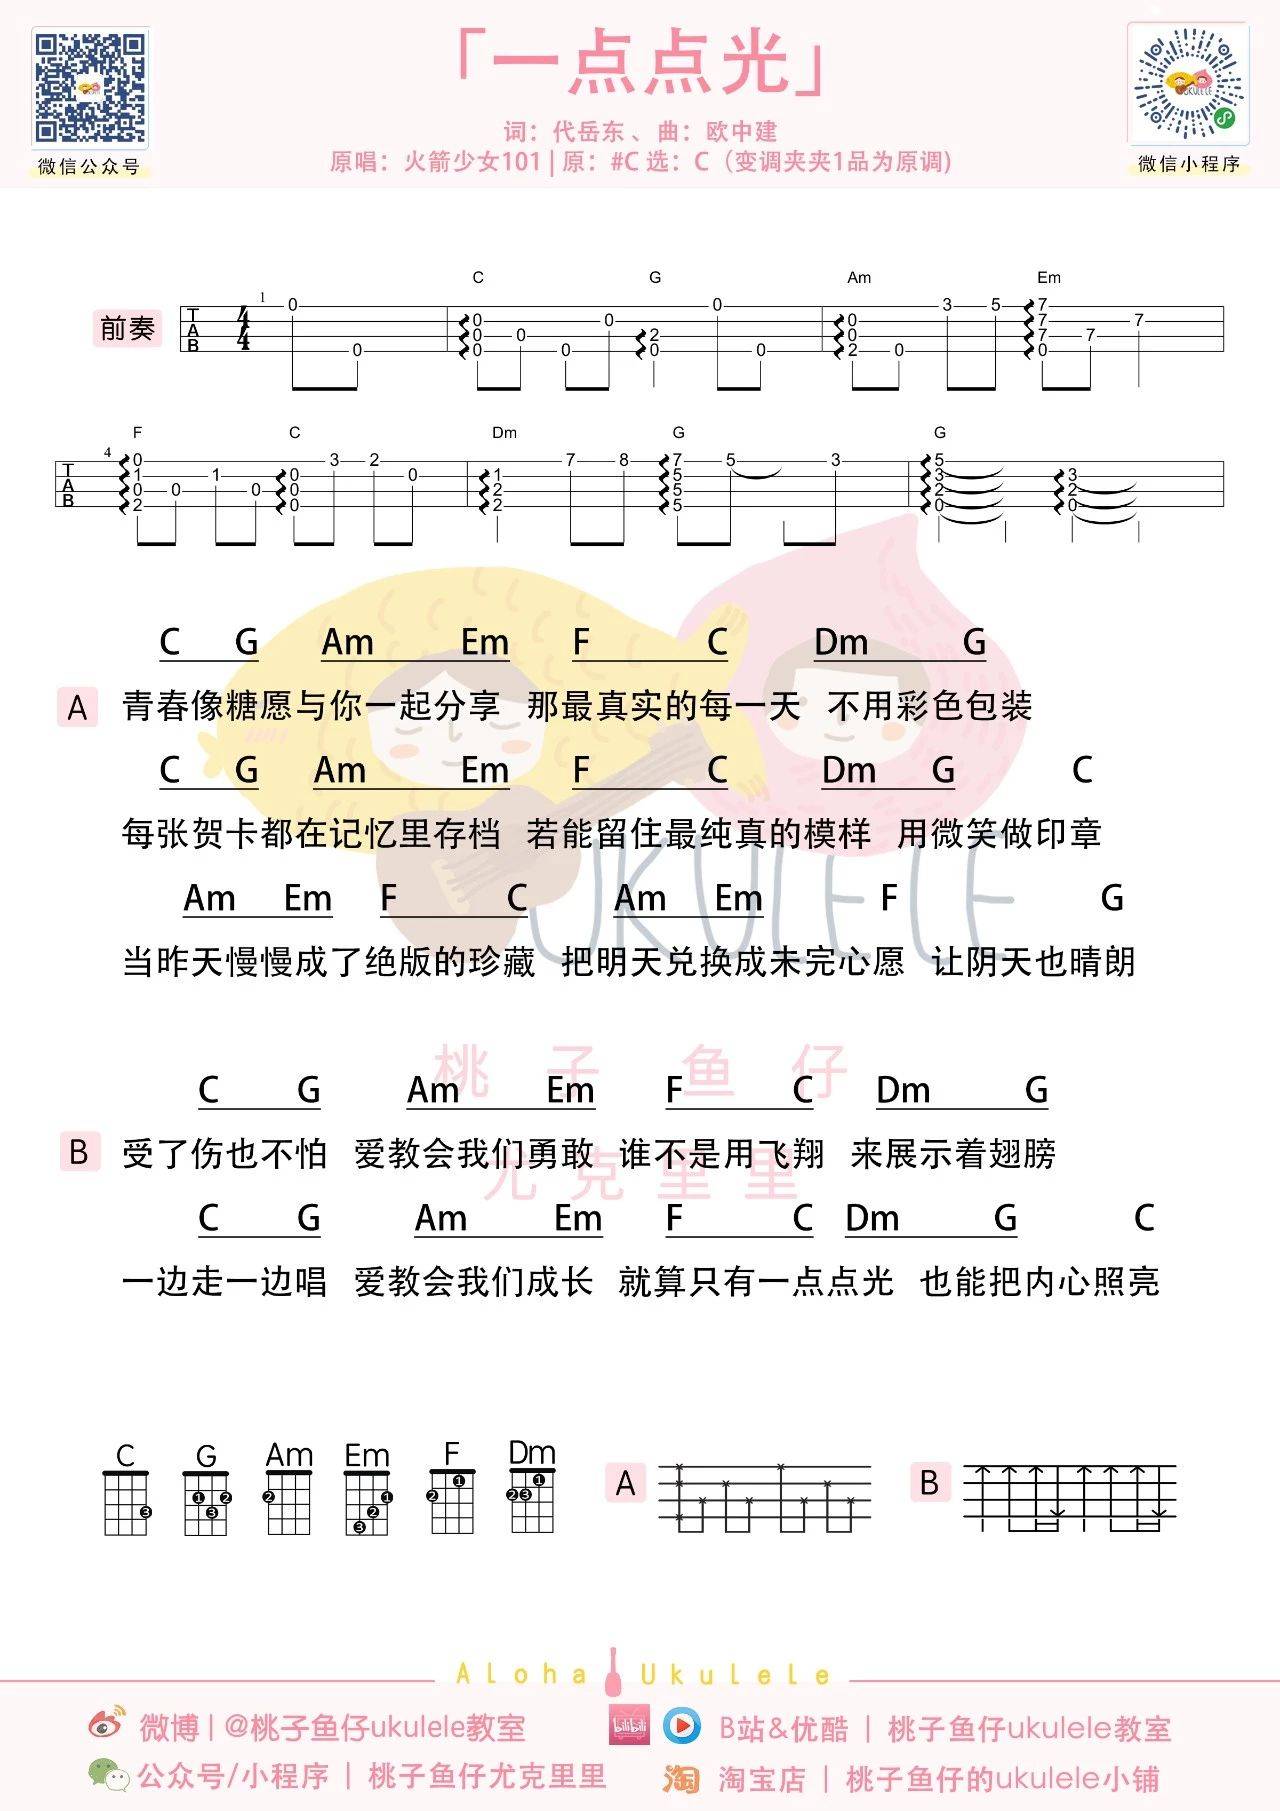 「一点点光」
词：代岳东、曲：欧中建
原唱：火箭少女101 | 原：#C 选：C（变调夹夹1品为原调)
微信公众号
微信小程序
UKULELE
C G Am Em
前奏
T A B 4 4 1 0 0 0 0 0 0 0 0 2 0 0 0 0 0 2 0 3 5 7 7 7 0 7 7
F C Dm G G
T A B 4 0 1 0 2 0 1 0 0 0 0 3 2 0 1 2 2 7 8 7 5 5 5 5 3 5 3 2 0 3 2 0
C G Am Em F C Dm G
A 青春像糖愿与你一起分享 那最真实的每一天 不用彩色包装
C G Am Em F C Dm G C
每张贺卡都在记忆里存档 若能留住最纯真的模样 用微笑做印章
Am Em F C Am Em F G
当昨天慢慢成了绝版的珍藏 把明天兑换成未完心愿 让阴天也晴朗
UKULELE
桃子鱼仔
C G Am Em F C Dm G
B 受了伤也不怕 爱教会我们勇敢 谁不是用飞翔 来展示着翅膀
尤克里里
C G Am Em F C Dm G C
一边走一边唱 爱教会我们成长 就算只有一点点光 也能把内心照亮
C G Am Em F Dm A B
3 1 2 3 2 1 2 3 2 1 2 3 1
Aloha Ukulele
微博 | @桃子鱼仔ukulele教室
bilibili B站&优酷 | 桃子鱼仔ukulele教室
公众号/小程序 | 桃子鱼仔尤克里里
淘 淘宝店 | 桃子鱼仔的ukulele小铺